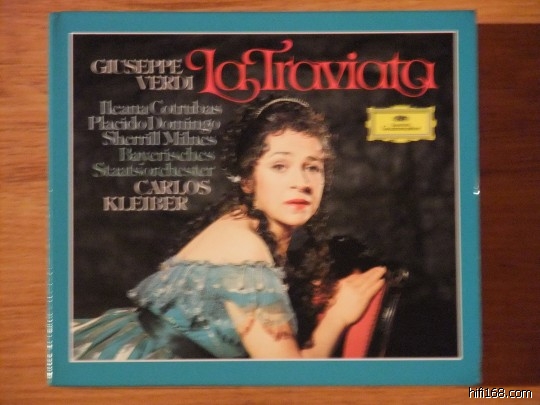 GIUSEPPE
VERDI
La Traviata
Ileana Cotrubas
Placido Domingo
Sherrill Milnes
Bayerisches
Staatsorchester
CARLOS
KLEIBER
hifi168.com